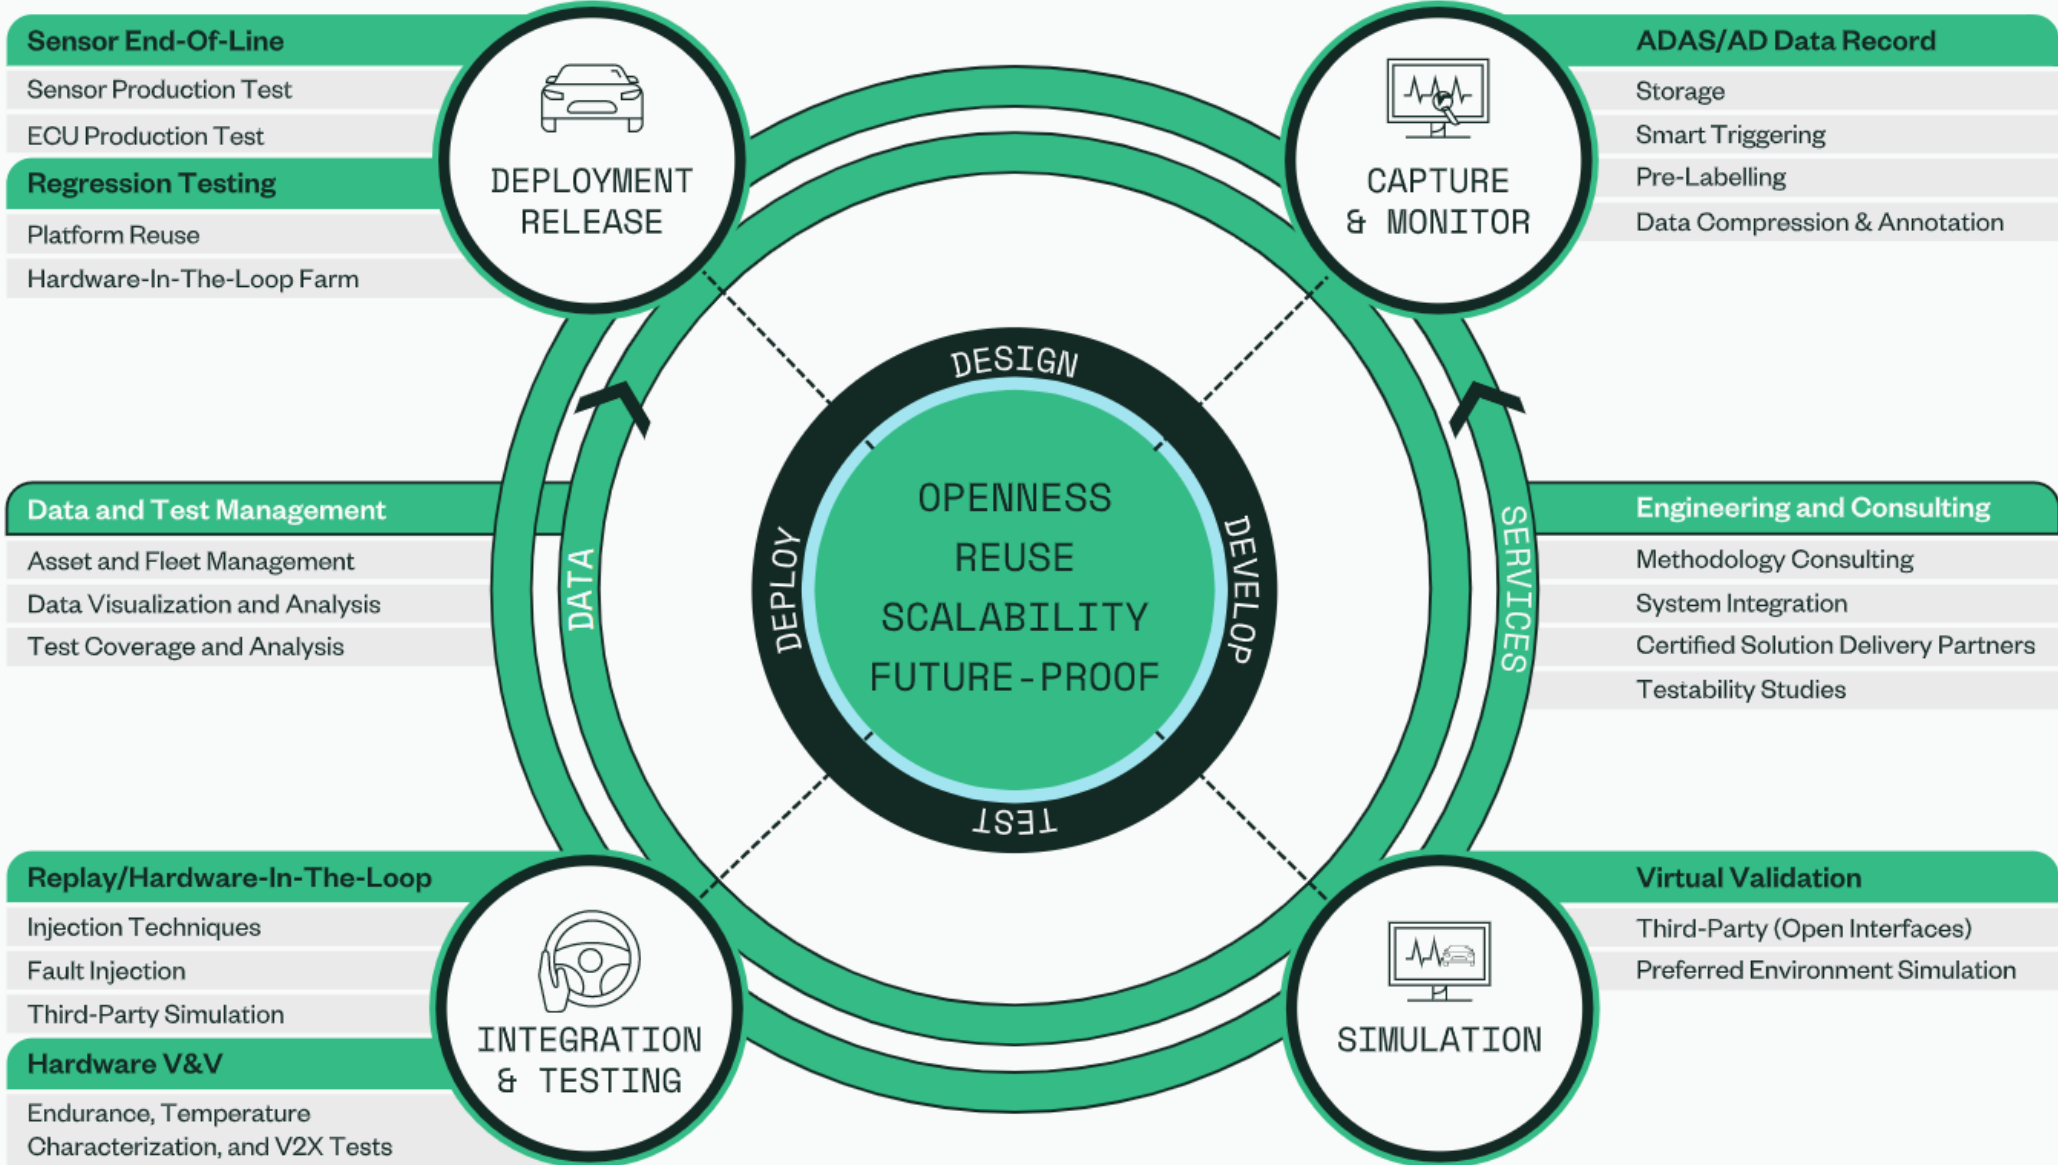 Sensor End-Of-Line
Sensor Production Test
ECU Production Test
Regression Testing
Platform Reuse
Hardware-In-The-Loop Farm
DEPLOYMENT
RELEASE
CAPTURE
& MONITOR
ADAS/AD Data Record
Storage
Smart Triggering
Pre-Labelling
Data Compression & Annotation
Data and Test Management
Asset and Fleet Management
Data Visualization and Analysis
Test Coverage and Analysis
DATA
DESIGN
DEVELOP
TEST
DEPLOY
OPENNESS
REUSE
SCALABILITY
FUTURE-PROOF
SERVICES
Engineering and Consulting
Methodology Consulting
System Integration
Certified Solution Delivery Partners
Testability Studies
Replay/Hardware-In-The-Loop
Injection Techniques
Fault Injection
Third-Party Simulation
Hardware V&V
Endurance, Temperature
Characterization, and V2X Tests
INTEGRATION
& TESTING
SIMULATION
Virtual Validation
Third-Party (Open Interfaces)
Preferred Environment Simulation